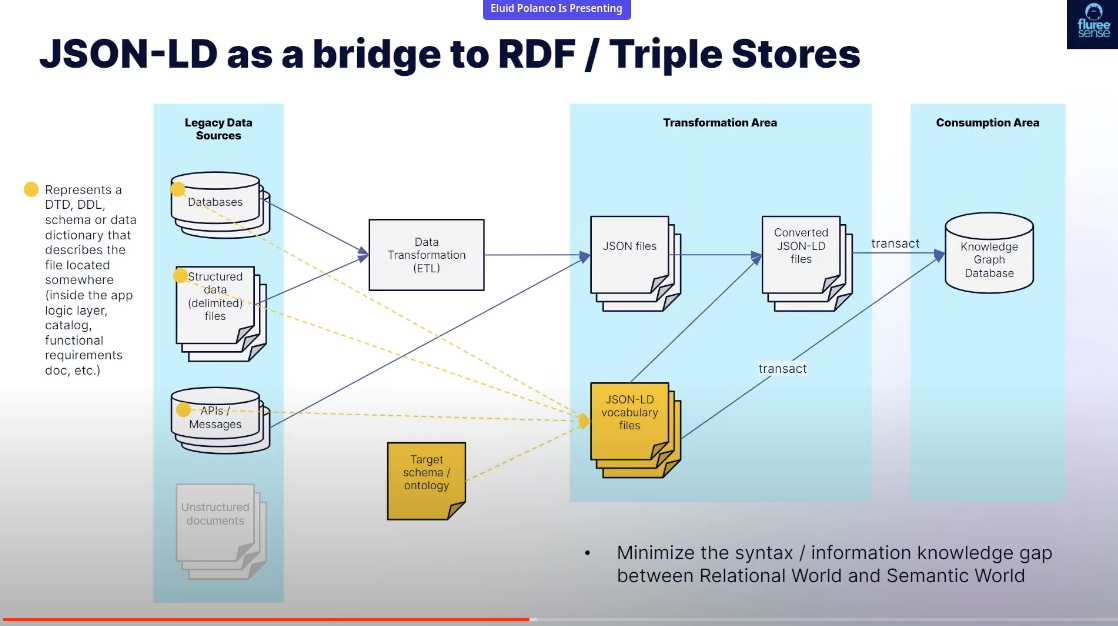 Eluid Polanco Is Presenting
fluree
sense
JSON-LD as a bridge to RDF / Triple Stores
Legacy Data
Sources
Transformation Area
Consumption Area
Represents a
DTD, DDL,
schema or data
dictionary that
describes the
file located
somewhere
(inside the app
logic layer,
catalog,
functional
requirements
doc, etc.)
Databases
Structured
data
(delimited)
files
APIs /
Messages
Unstructured
documents
Data
Transformation
(ETL)
Target
schema /
ontology
JSON files
Converted
JSON-LD
files
JSON-LD
vocabulary
files
transact
transact
Knowledge
Graph
Database
• Minimize the syntax / information knowledge gap
between Relational World and Semantic World